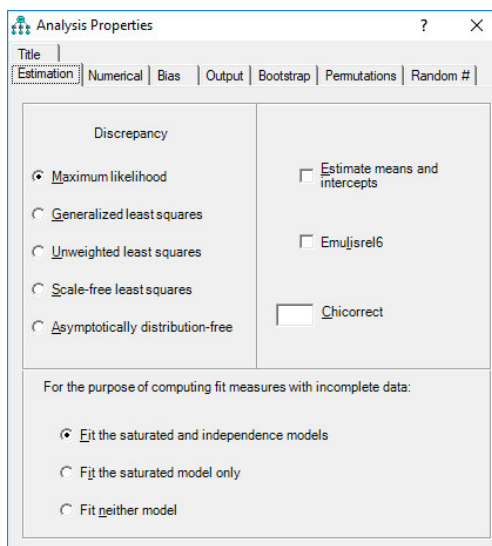 Analysis Properties ? ×
Title
Estimation Numerical Bias Output Bootstrap Permutations Random #
Discrepancy
Maximum likelihood
Generalized least squares
Unweighted least squares
Scale-free least squares
Asymptotically distribution-free
Estimate means and
intercepts
Emulisrel6
Chicorrect
For the purpose of computing fit measures with incomplete data:
Fit the saturated and independence models
Fit the saturated model only
Fit neither model